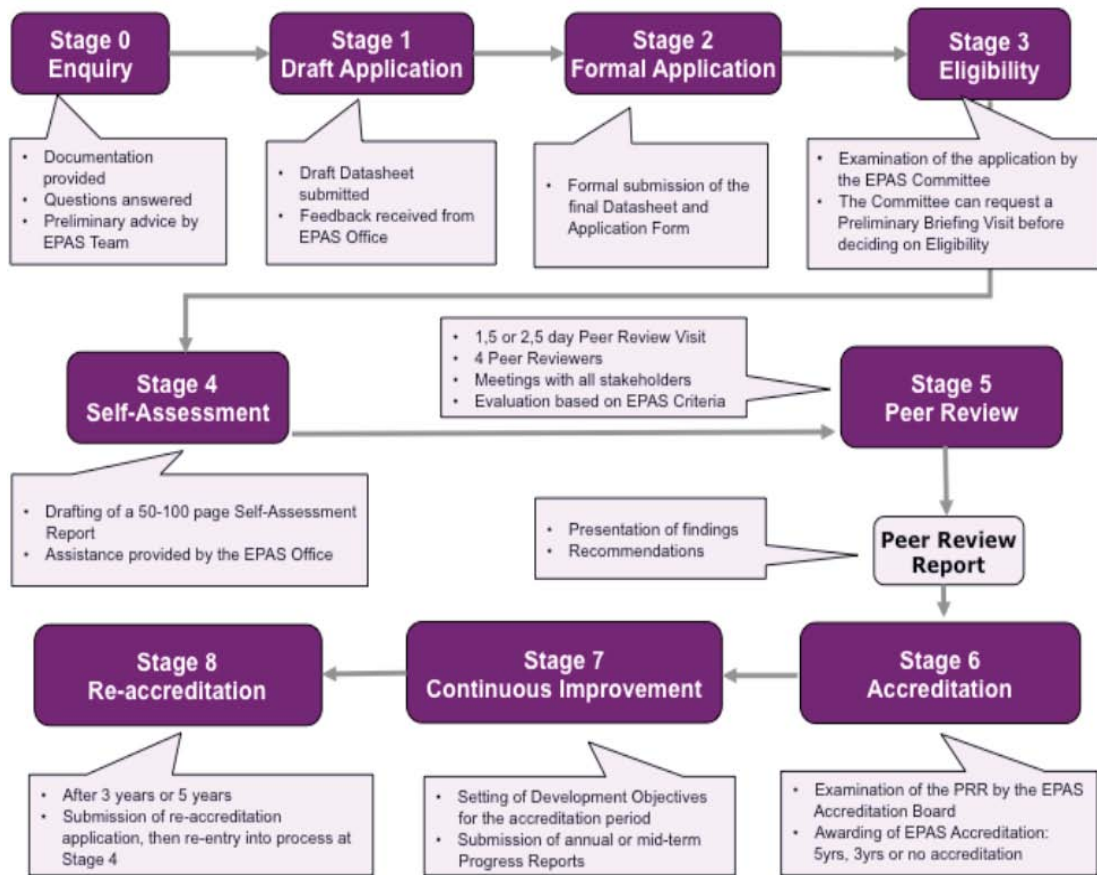 Stage 0
Enquiry
Stage 1
Draft Application
Stage 2
Formal Application
Stage 3
Eligibility
• Documentation
provided
• Questions answered
• Preliminary advice by
EPAS Team
• Draft Datasheet
submitted
• Feedback received from
EPAS Office
• Formal submission of the
final Datasheet and
Application Form
• Examination of the application by
the EPAS Committee
• The Committee can request a
Preliminary Briefing Visit before
deciding on Eligibility
Stage 4
Self-Assessment
• 1,5 or 2,5 day Peer Review Visit
• 4 Peer Reviewers
• Meetings with all stakeholders
• Evaluation based on EPAS Criteria
Stage 5
Peer Review
• Drafting of a 50-100 page Self-Assessment
Report
• Assistance provided by the EPAS Office
• Presentation of findings
• Recommendations
Peer Review
Report
Stage 8
Re-accreditation
Stage 7
Continuous Improvement
Stage 6
Accreditation
• After 3 years or 5 years
• Submission of re-accreditation
application, then re-entry into process at
Stage 4
• Setting of Development Objectives
for the accreditation period
• Submission of annual or mid-term
Progress Reports
• Examination of the PRR by the EPAS
Accreditation Board
• Awarding of EPAS Accreditation:
5yrs, 3yrs or no accreditation